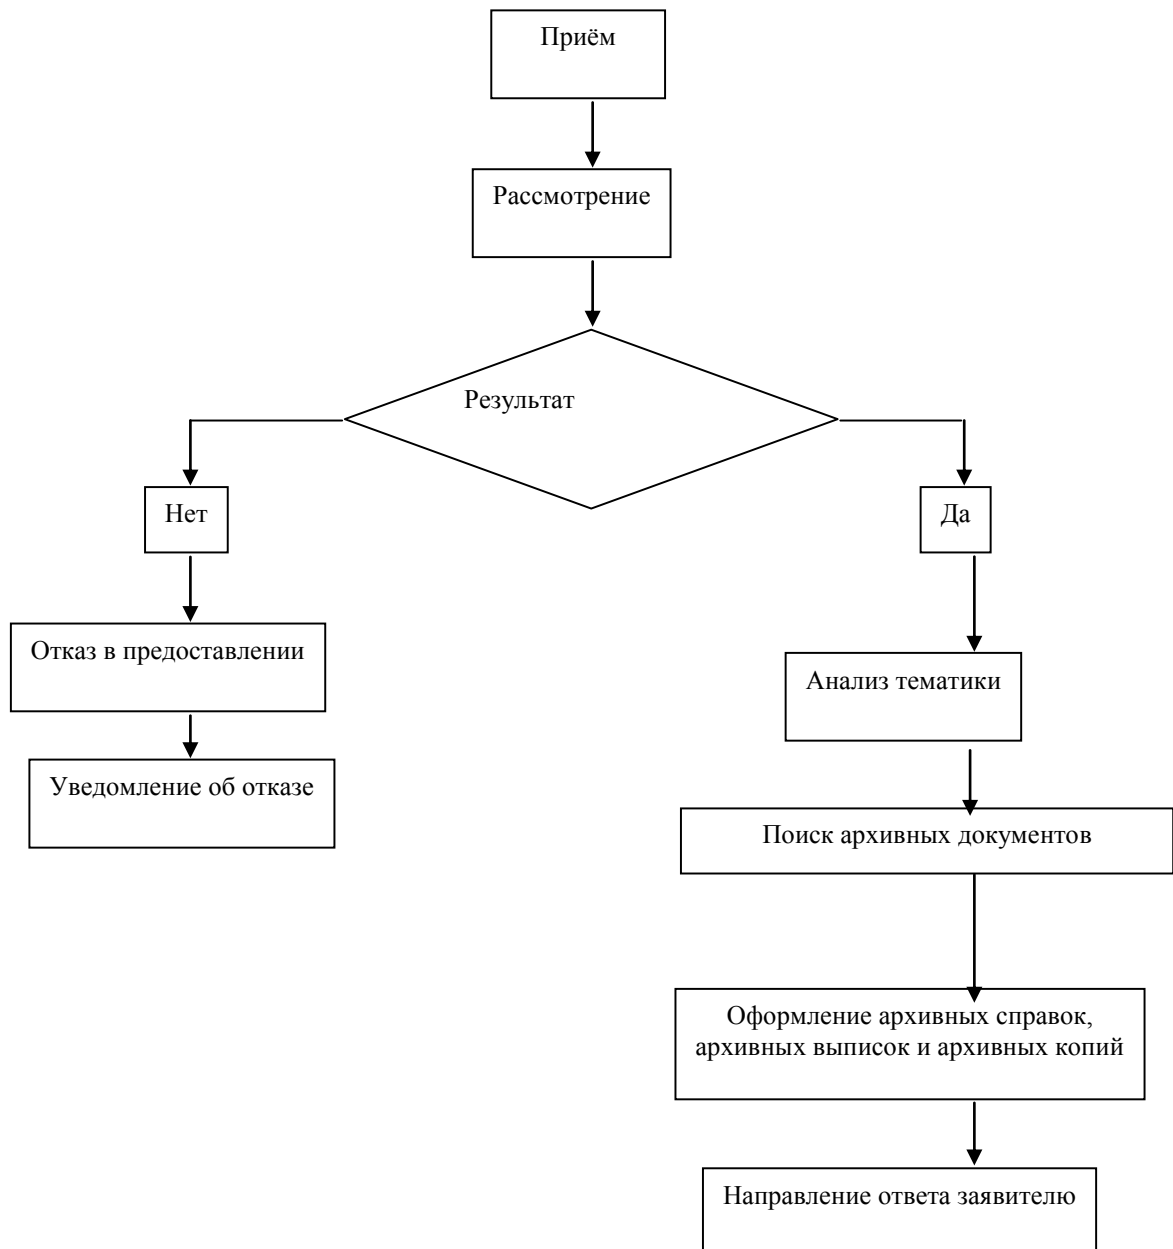 Приём
Рассмотрение
Результат
Нет
Да
Отказ в предоставлении
Анализ тематики
Уведомление об отказе
Поиск архивных документов
Оформление архивных справок,
архивных выписок и архивных копий
Направление ответа заявителю